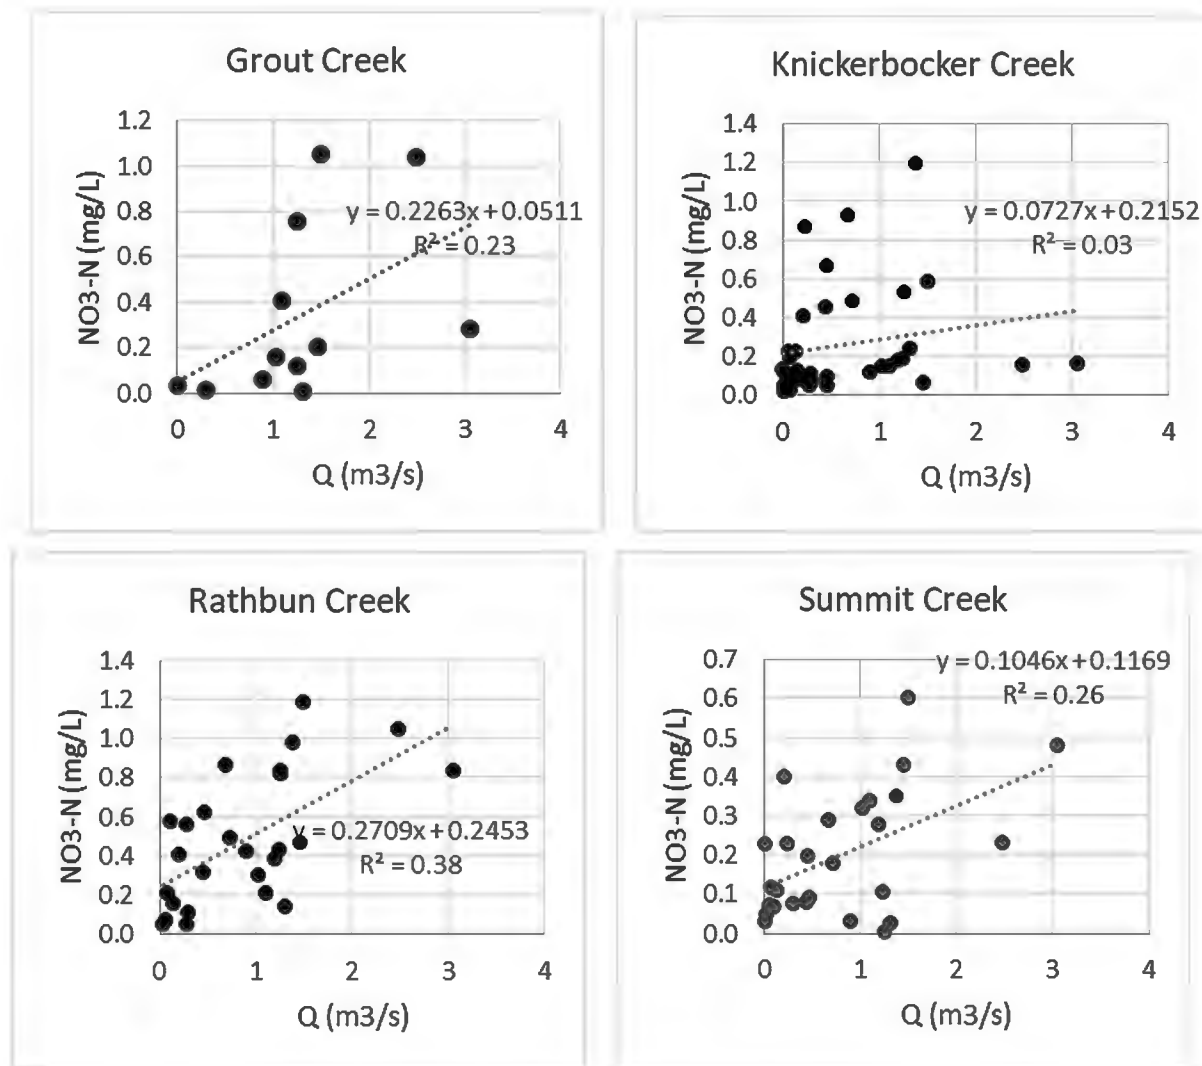 Grout Creek
NO3-N (mg/L)
1.2
1.0
0.8
0.6
0.4
0.2
0.0
y = 0.2263x + 0.0511
R² = 0.23
0 1 2 3 4
Q (m3/s)
Knickerbocker Creek
NO3-N (mg/L)
1.4
1.2
1.0
0.8
0.6
0.4
0.2
0.0
y = 0.0727x + 0.2152
R² = 0.03
0 1 2 3 4
Q (m3/s)
Rathbun Creek
NO3-N (mg/L)
1.4
1.2
1.0
0.8
0.6
0.4
0.2
0.0
y = 0.2709x + 0.2453
R² = 0.38
0 1 2 3 4
Q (m3/s)
Summit Creek
NO3-N (mg/L)
0.7
0.6
0.5
0.4
0.3
0.2
0.1
0.0
y = 0.1046x + 0.1169
R² = 0.26
0 1 2 3 4
Q (m3/s)